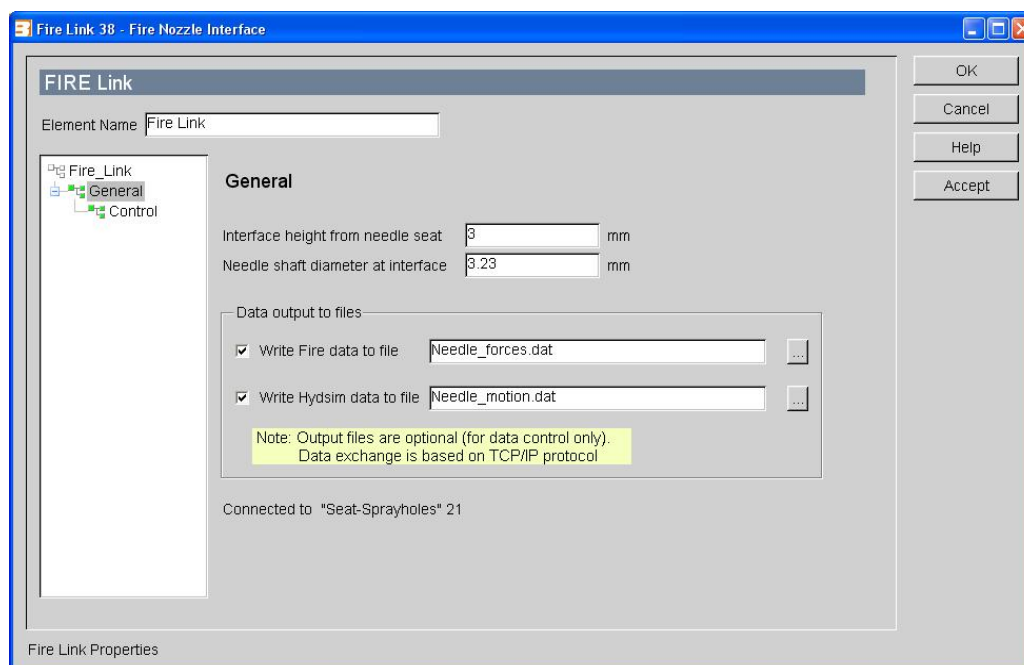 Fire Link 38 - Fire Nozzle Interface
FIRE Link
OK
Cancel
Help
Accept
Element Name Fire Link
Fire_Link
General
Control
General
Interface height from needle seat 3 mm
Needle shaft diameter at interface 3.23 mm
Data output to files
Write Fire data to file Needle_forces.dat ...
Write Hydsim data to file Needle_motion.dat ...
Note: Output files are optional (for data control only).
Data exchange is based on TCP/IP protocol
Connected to "Seat-Sprayholes" 21
Fire Link Properties